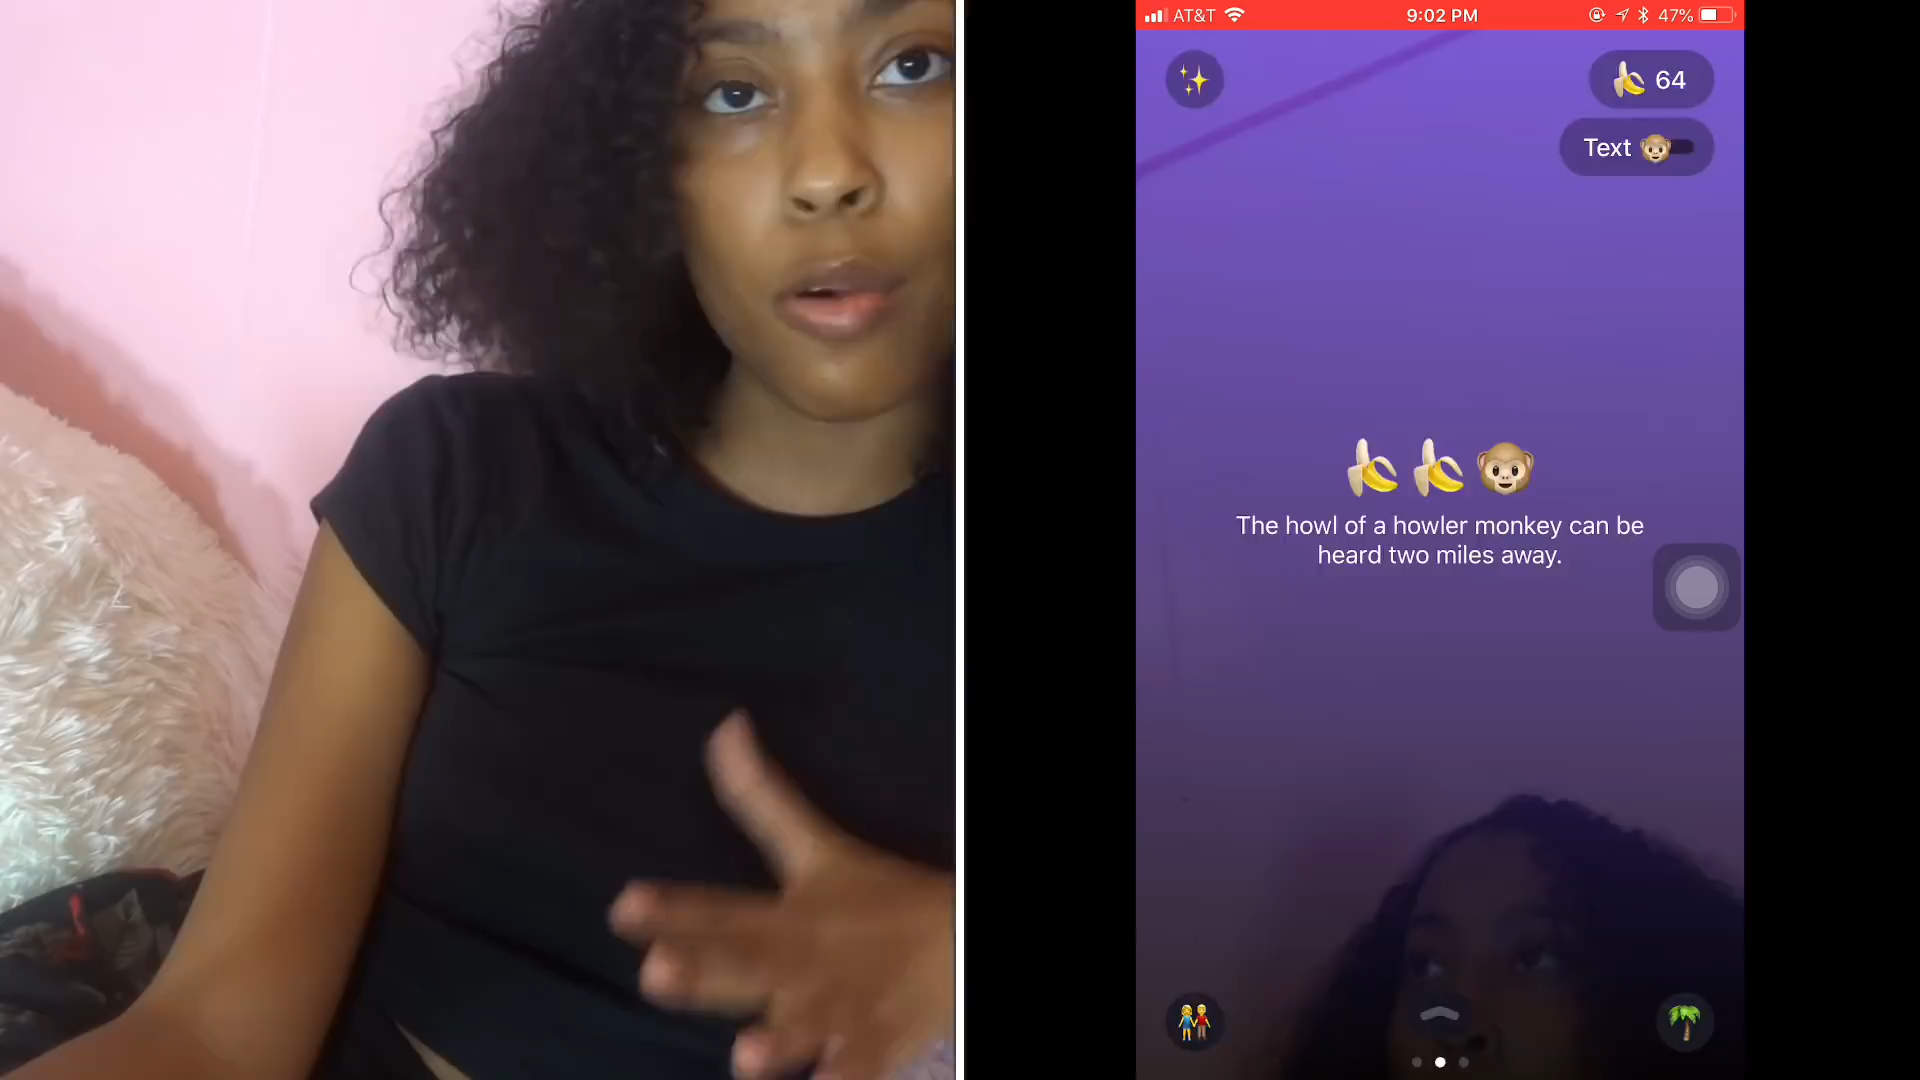 AT&T 9:02 PM 47%
64
Text
The howl of a howler monkey can be
heard two miles away.